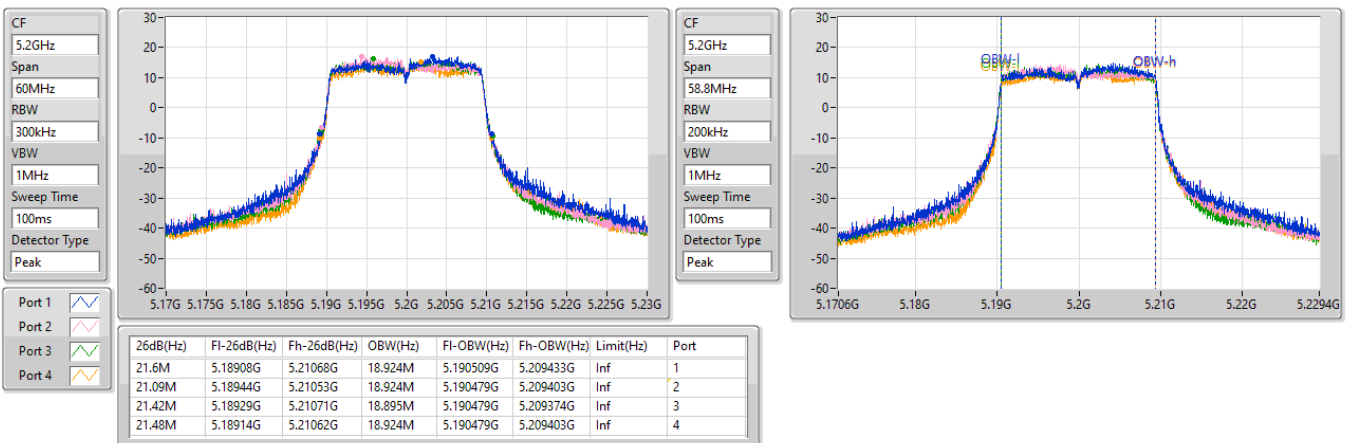 CF
5.2GHz
Span
60MHz
RBW
300kHz
VBW
1MHz
Sweep Time
100ms
Detector Type
Peak
30
20
10
0
-10
-20
-30
-40
-50
-60
5.17G 5.175G 5.18G 5.185G 5.19G 5.195G 5.2G 5.205G 5.21G 5.215G 5.22G 5.225G 5.23G
CF
5.2GHz
Span
58.8MHz
RBW
200kHz
VBW
1MHz
Sweep Time
100ms
Detector Type
Peak
30
20
10
0
-10
-20
-30
-40
-50
-60
OBW-l
OBW-h
5.1706G 5.18G 5.19G 5.2G 5.21G 5.22G 5.2294G
Port 1
Port 2
Port 3
Port 4
26dB(Hz) Fl-26dB(Hz) Fh-26dB(Hz) OBW(Hz) Fl-OBW(Hz) Fh-OBW(Hz) Limit(Hz) Port
21.6M 5.18908G 5.21068G 18.924M 5.190509G 5.209433G Inf 1
21.09M 5.18944G 5.21053G 18.924M 5.190479G 5.209403G Inf 2
21.42M 5.18929G 5.21071G 18.895M 5.190479G 5.209374G Inf 3
21.48M 5.18914G 5.21062G 18.924M 5.190479G 5.209403G Inf 4